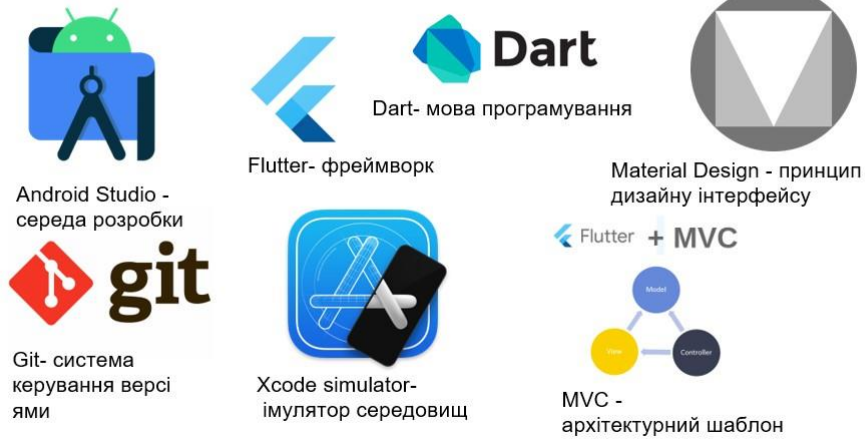 Dart
Dart- мова програмування
Flutter- фреймворк
Material Design - принцип
дизайну інтерфейсу
Android Studio -
середа розробки
git
Git- система
керування версі
ями
Xcode simulator-
імулятор середовищ
Flutter + MVC
Model
View
Controller
MVC -
архітектурний шаблон